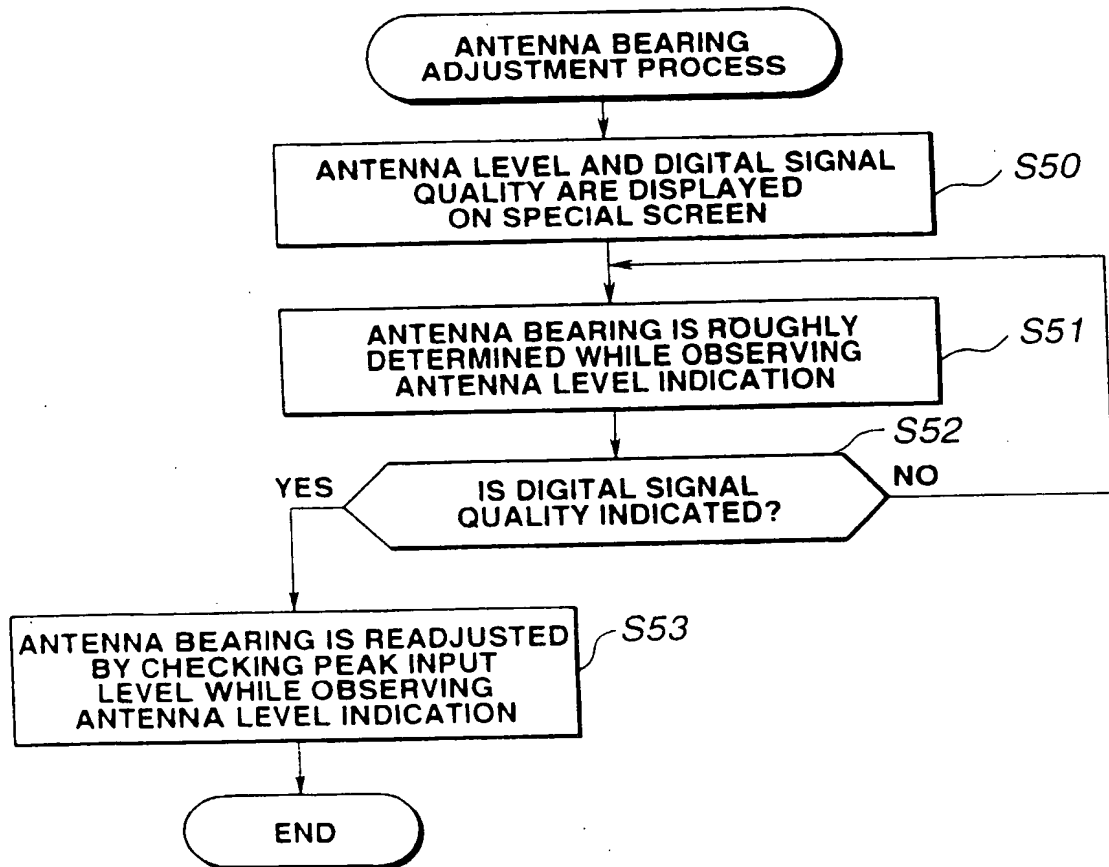 ANTENNA BEARING
ADJUSTMENT PROCESS
ANTENNA LEVEL AND DIGITAL SIGNAL
QUALITY ARE DISPLAYED
ON SPECIAL SCREEN
S50
ANTENNA BEARING IS ROUGHLY
DETERMINED WHILE OBSERVING
ANTENNA LEVEL INDICATION
S51
S52
YES
IS DIGITAL SIGNAL
QUALITY INDICATED?
NO
ANTENNA BEARING IS READJUSTED
BY CHECKING PEAK INPUT
LEVEL WHILE OBSERVING
ANTENNA LEVEL INDICATION
S53
END